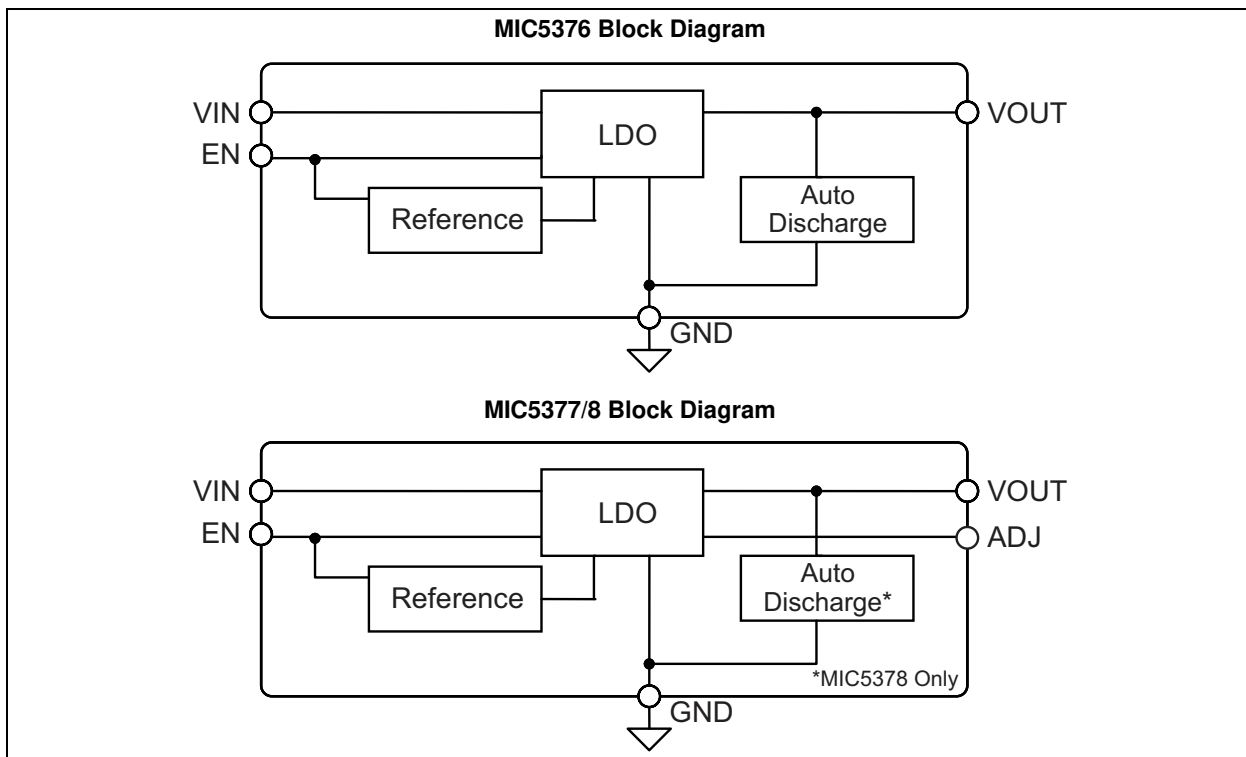 MIC5376 Block Diagram
VIN
LDO
VOUT
EN
Reference
Auto
Discharge
GND
MIC5377/8 Block Diagram
VIN
LDO
VOUT
EN
ADJ
Reference
Auto
Discharge*
*MIC5378 Only
GND